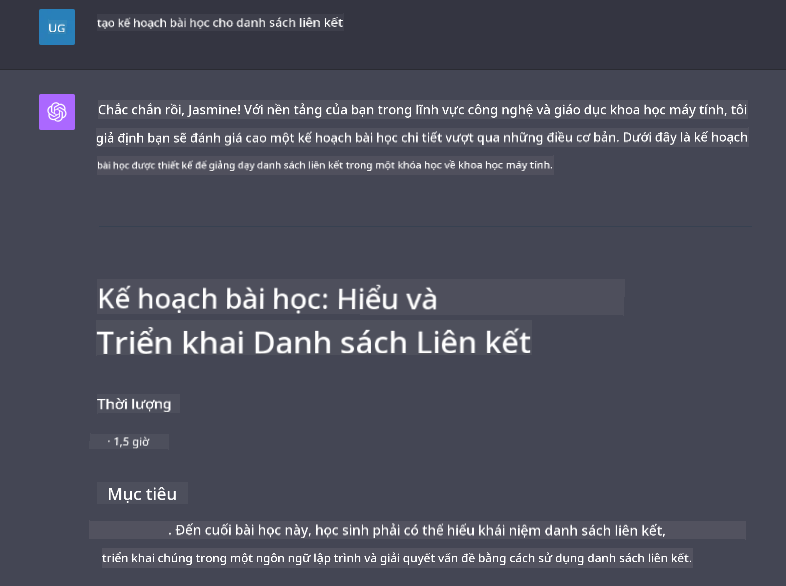 UG
tạo kế hoạch bài học cho danh sách liên kết
Chắc chắn rồi, Jasmine! Với nền tảng của bạn trong lĩnh vực công nghệ và giáo dục khoa học máy tính, tôi
giả định bạn sẽ đánh giá cao một kế hoạch bài học chi tiết vượt qua những điều cơ bản. Dưới đây là kế hoạch
bài học được thiết kế để giảng dạy danh sách liên kết trong một khóa học về khoa học máy tính.
Kế hoạch bài học: Hiểu và
Triển khai Danh sách Liên kết
Thời lượng
· 1,5 giờ
Mục tiêu
. Đến cuối bài học này, học sinh phải có thể hiểu khái niệm danh sách liên kết,
triển khai chúng trong một ngôn ngữ lập trình và giải quyết vấn đề bằng cách sử dụng danh sách liên kết.